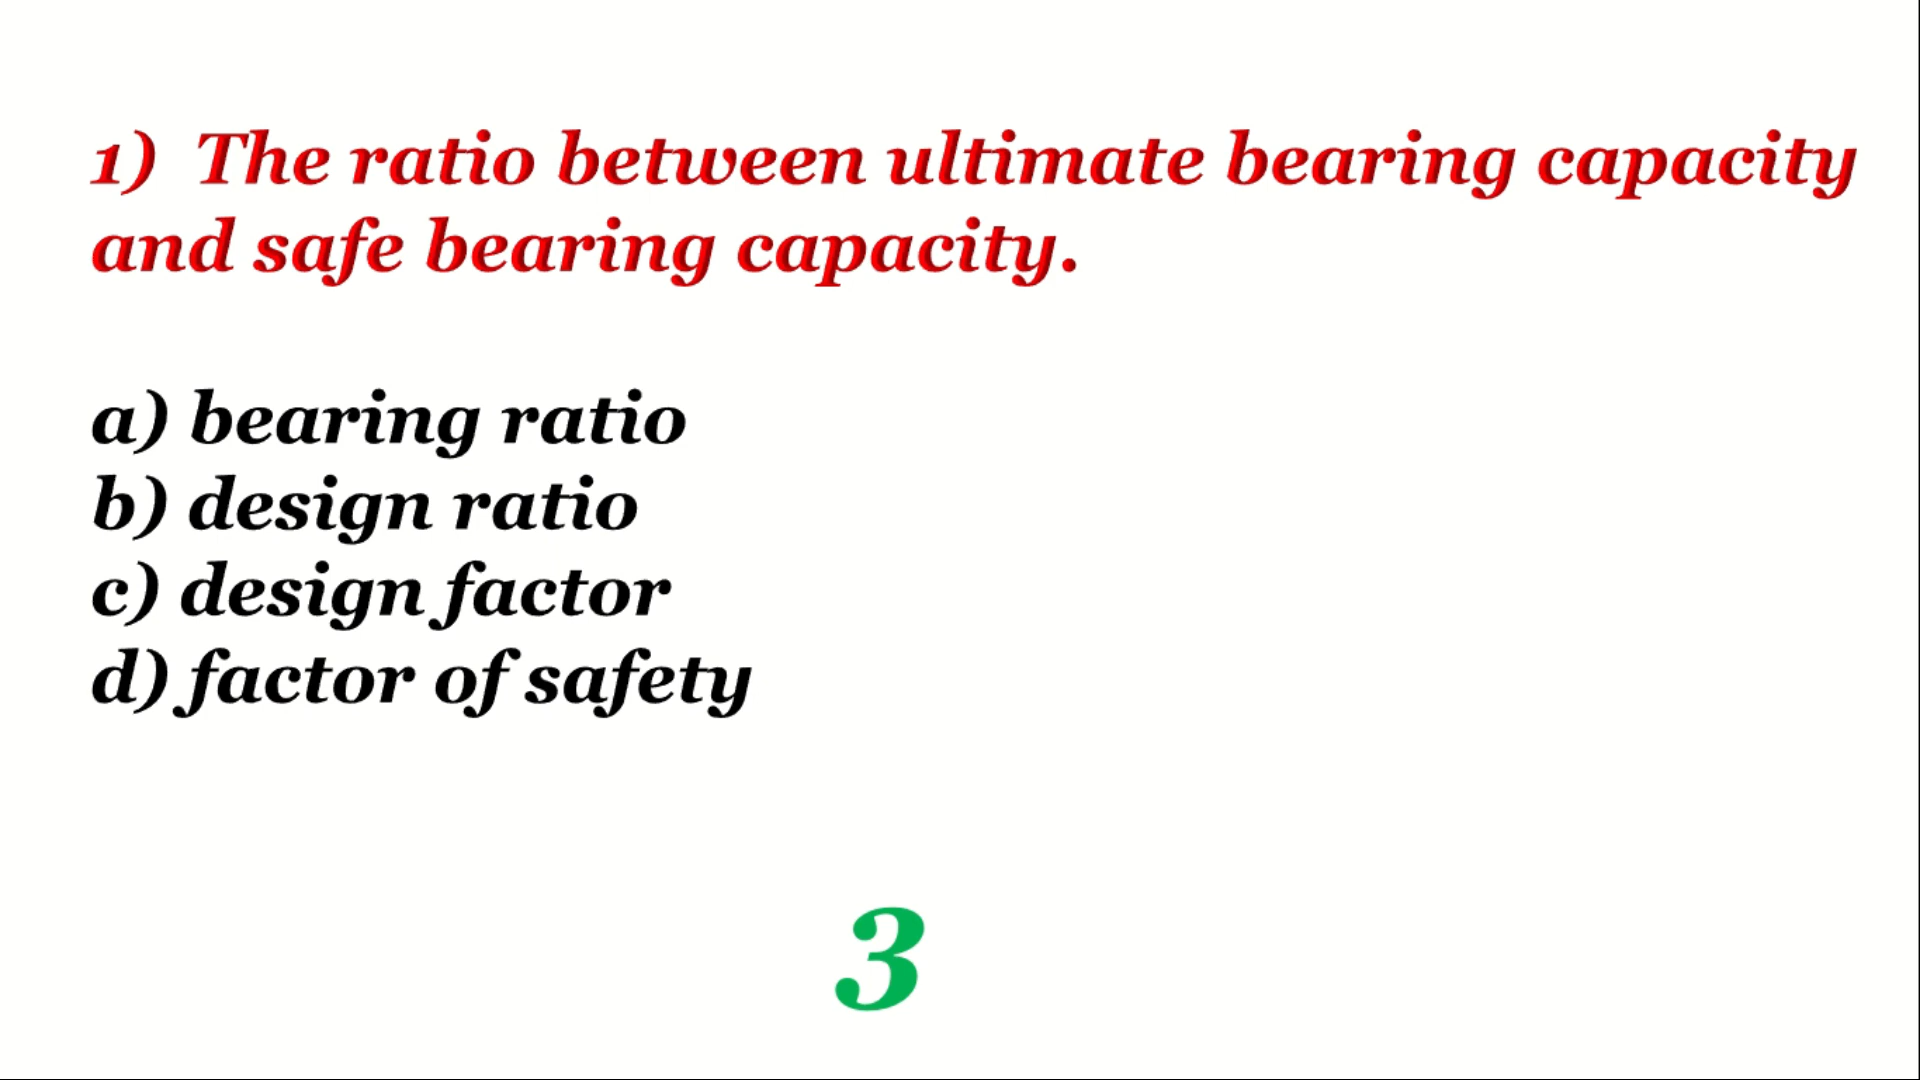 1) The ratio between ultimate bearing capacity
and safe bearing capacity.
a) bearing ratio
b) design ratio
c) design factor
d) factor of safety
3